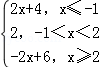 2x+4, x≤-1
2, -1<x<2
-2x+6, x≥2